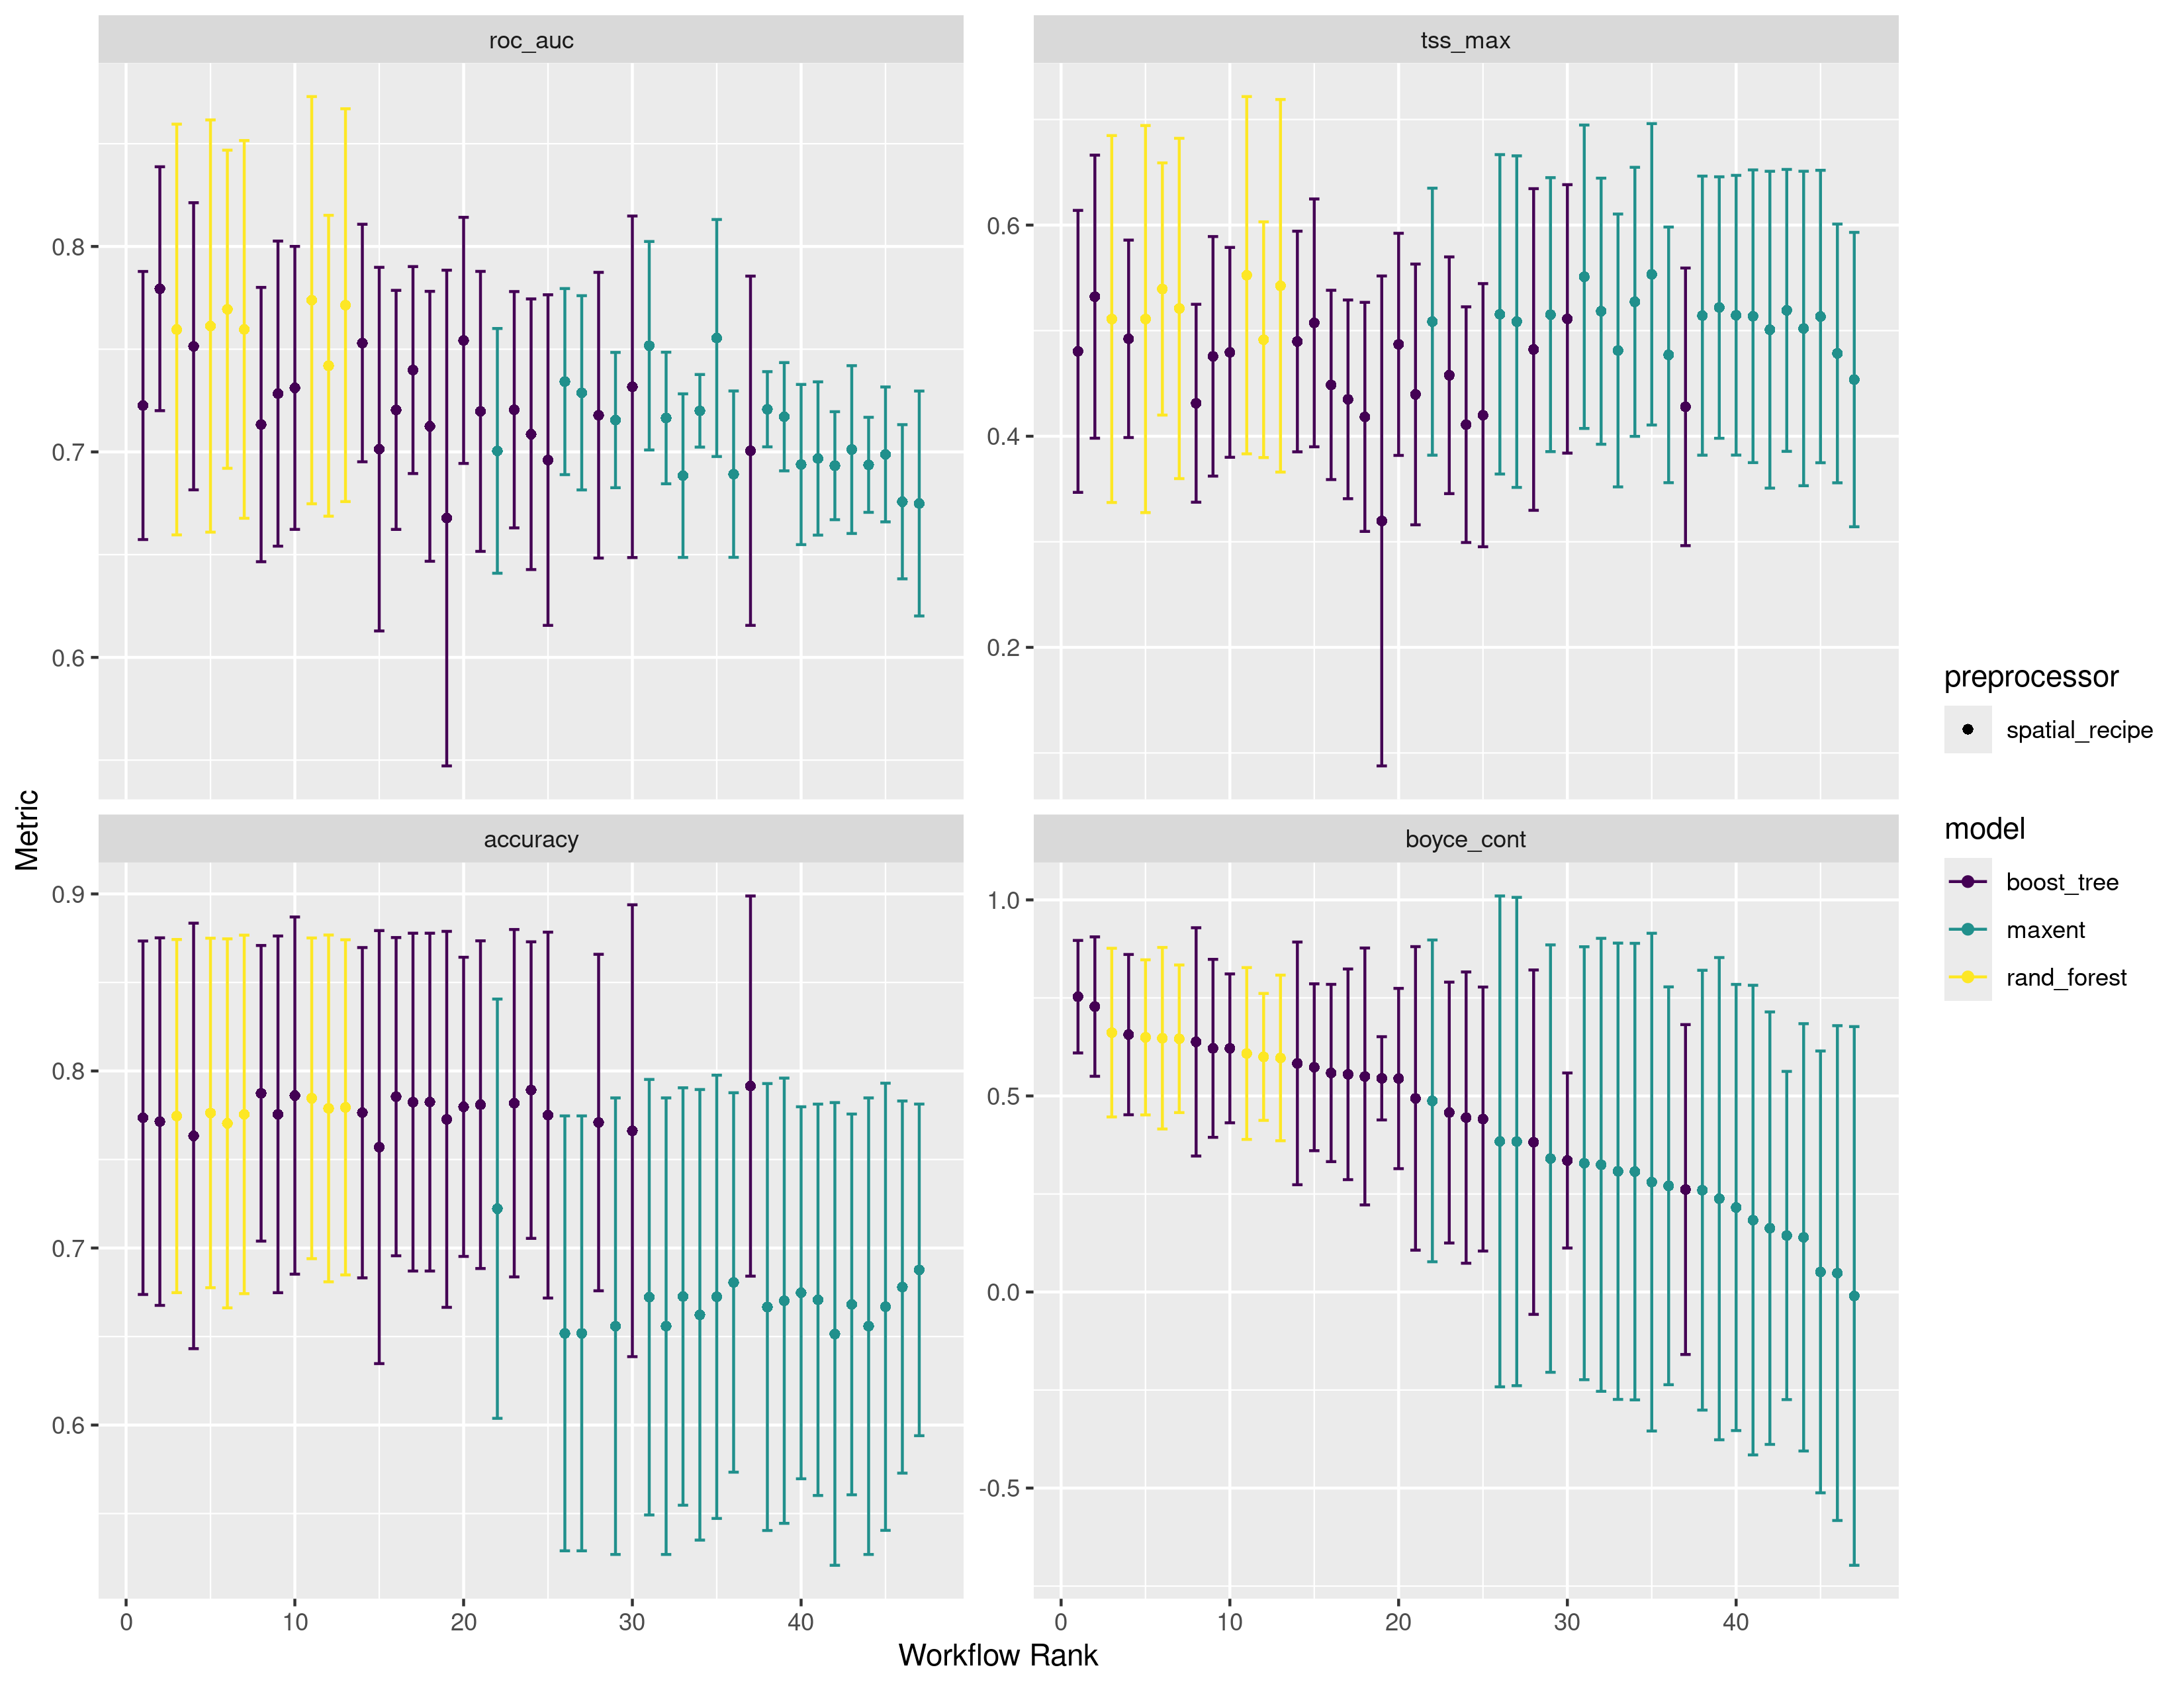 roc_auc
tss_max
0.8
0.7
0.6
0.6
0.4
0.2
accuracy
boyce_cont
0.9
0.8
0.7
0.6
1.0
0.5
0.0
-0.5
0 10 20 30 40
0 10 20 30 40
Workflow Rank
Metric
preprocessor
spatial_recipe
model
boost_tree
maxent
rand_forest